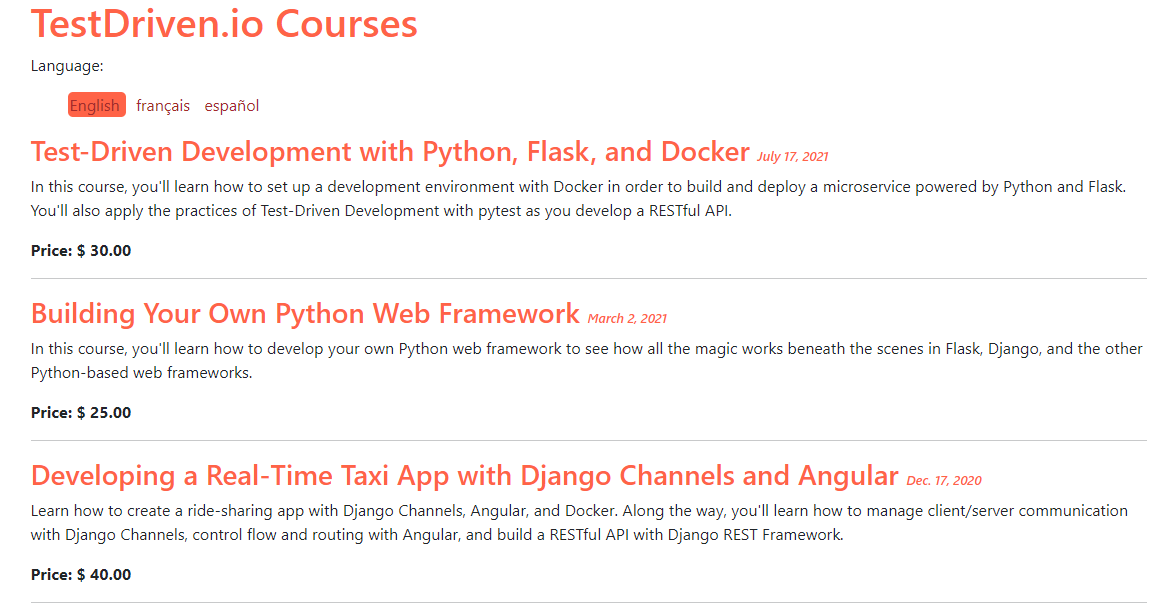 TestDriven.io Courses
Language:
English français español
Test-Driven Development with Python, Flask, and Docker July 17, 2021
In this course, you'll learn how to set up a development environment with Docker in order to build and deploy a microservice powered by Python and Flask.
You'll also apply the practices of Test-Driven Development with pytest as you develop a RESTful API.
Price: $ 30.00
Building Your Own Python Web Framework March 2, 2021
In this course, you'll learn how to develop your own Python web framework to see how all the magic works beneath the scenes in Flask, Django, and the other
Python-based web frameworks.
Price: $ 25.00
Developing a Real-Time Taxi App with Django Channels and Angular Dec. 17, 2020
Learn how to create a ride-sharing app with Django Channels, Angular, and Docker. Along the way, you'll learn how to manage client/server communication
with Django Channels, control flow and routing with Angular, and build a RESTful API with Django REST Framework.
Price: $ 40.00